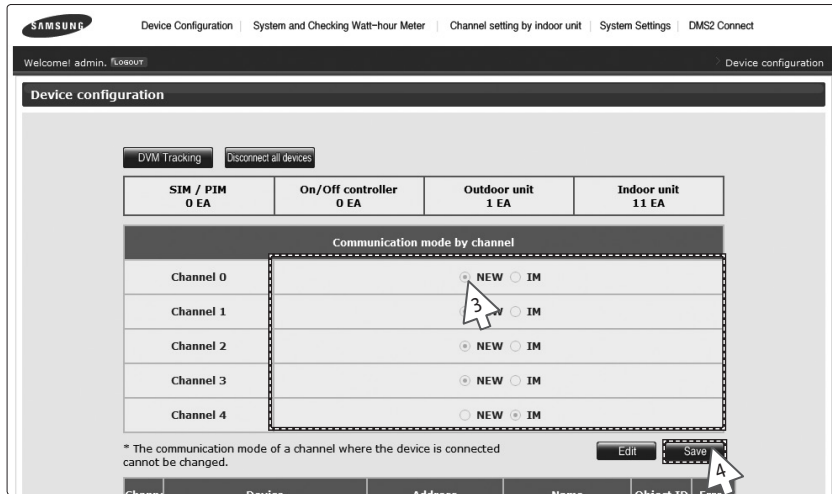 SAMSUNG
Device Configuration | System and Checking Watt-hour Meter | Channel setting by indoor unit | System Settings | DMS2 Connect
Welcome! admin. LOGOUT
Device configuration
Device configuration
DVM Tracking Disconnect all devices
SIM / PIM On/Off controller Outdoor unit Indoor unit
0 EA 0 EA 1 EA 11 EA
Communication mode by channel
Channel 0 NEW IM
3
Channel 1 IM
Channel 2 NEW IM
Channel 3 NEW IM
Channel 4 NEW IM
* The communication mode of a channel where the device is connected
cannot be changed.
Edit Save
4
Name Object ID